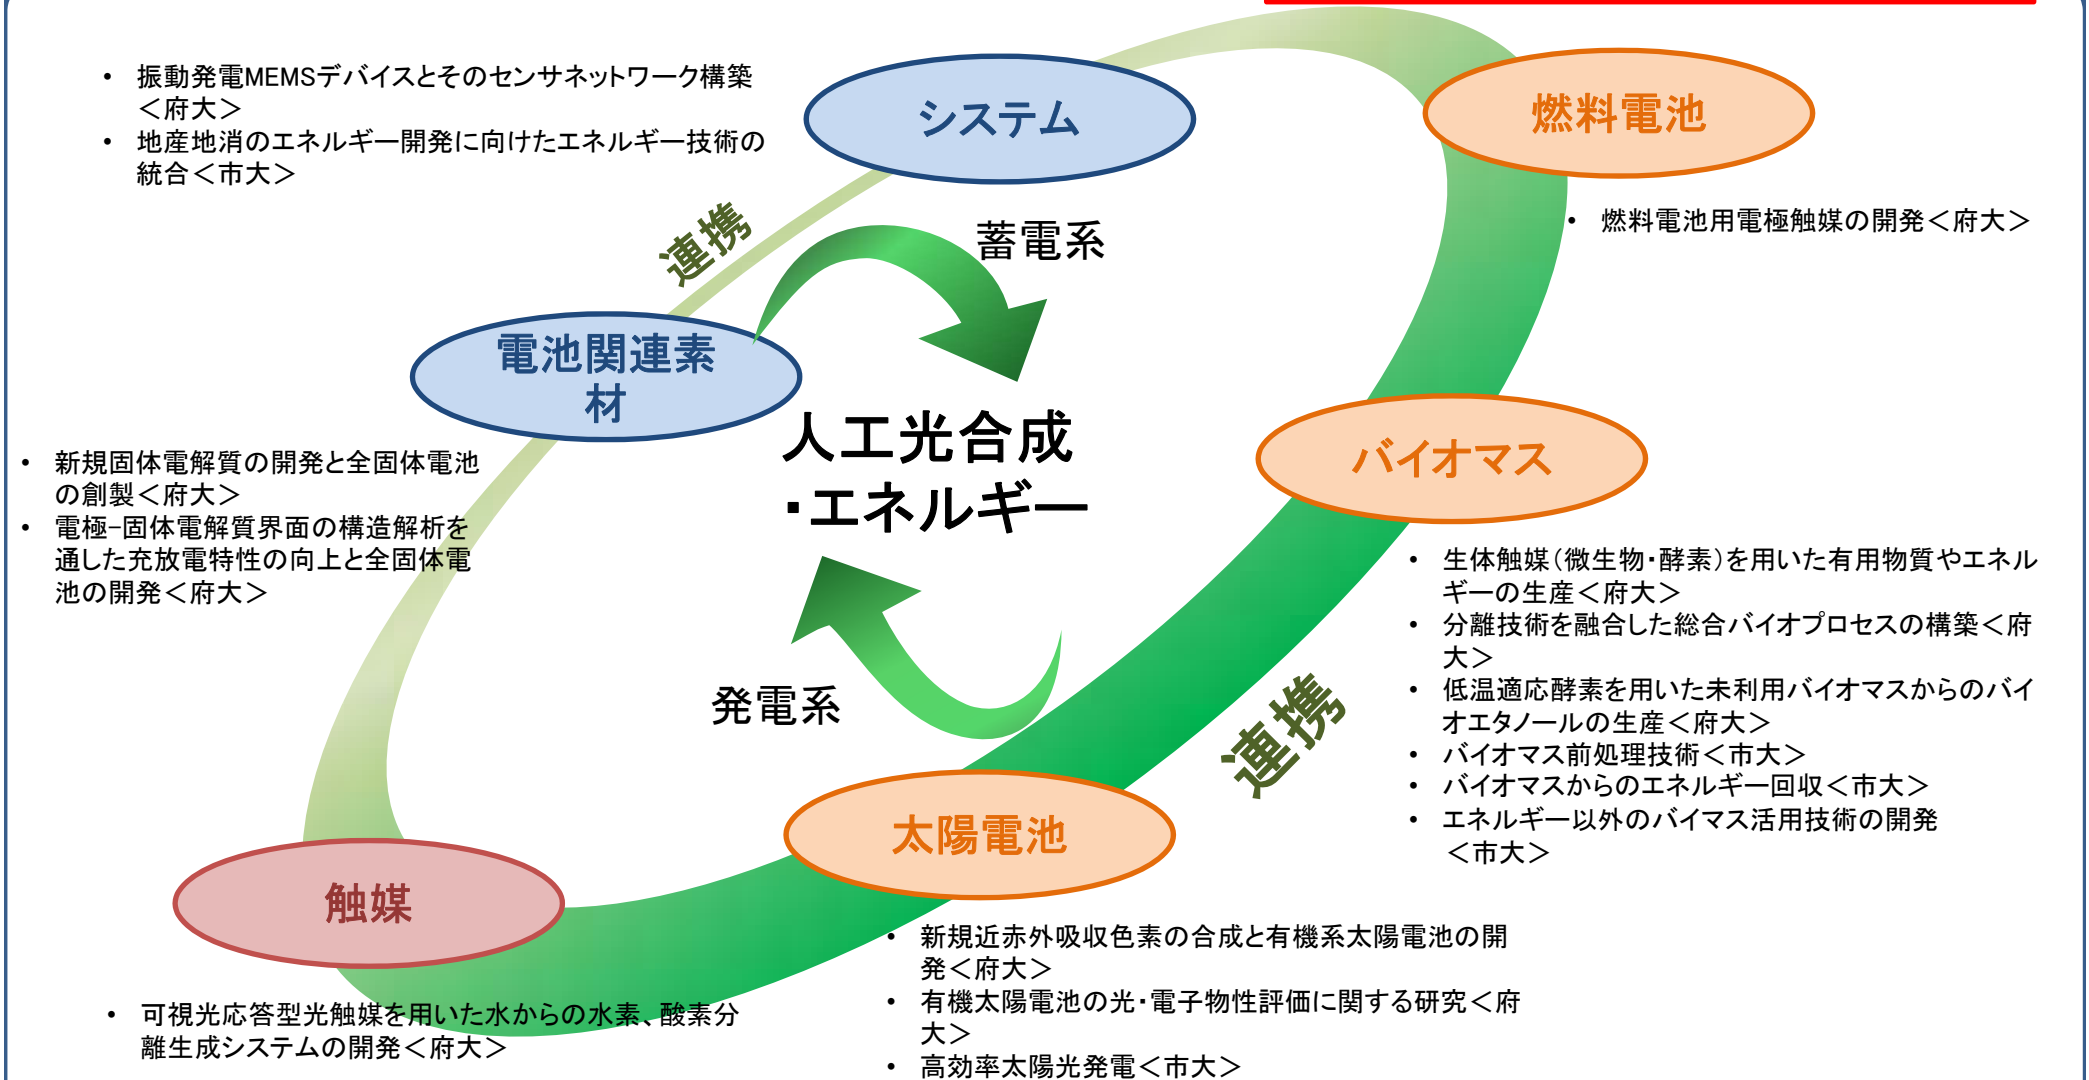 • 振動発電MEMSデバイスとそのセンサネットワーク構築
＜府大＞
• 地産地消のエネルギー開発に向けたエネルギー技術の
統合＜市大＞
システム
燃料電池
• 燃料電池用電極触媒の開発＜府大＞
連携
蓄電系
電池関連素
材
人工光合成
・エネルギー
バイオマス
• 新規固体電解質の開発と全固体電池
の創製＜府大＞
• 電極−固体電解質界面の構造解析を
通した充放電特性の向上と全固体電
池の開発＜府大＞
• 生体触媒（微生物・酵素）を用いた有用物質やエネル
ギーの生産＜府大＞
• 分離技術を融合した総合バイオプロセスの構築＜府
大＞
• 低温適応酵素を用いた未利用バイオマスからのバイ
オエタノールの生産＜府大＞
• バイオマス前処理技術＜市大＞
• バイオマスからのエネルギー回収＜市大＞
• エネルギー以外のバイマス活用技術の開発
＜市大＞
発電系
連携
太陽電池
触媒
• 新規近赤外吸収色素の合成と有機系太陽電池の開
発＜府大＞
• 有機太陽電池の光・電子物性評価に関する研究＜府
大＞
• 高効率太陽光発電＜市大＞
• 可視光応答型光触媒を用いた水からの水素、酸素分
離生成システムの開発＜府大＞